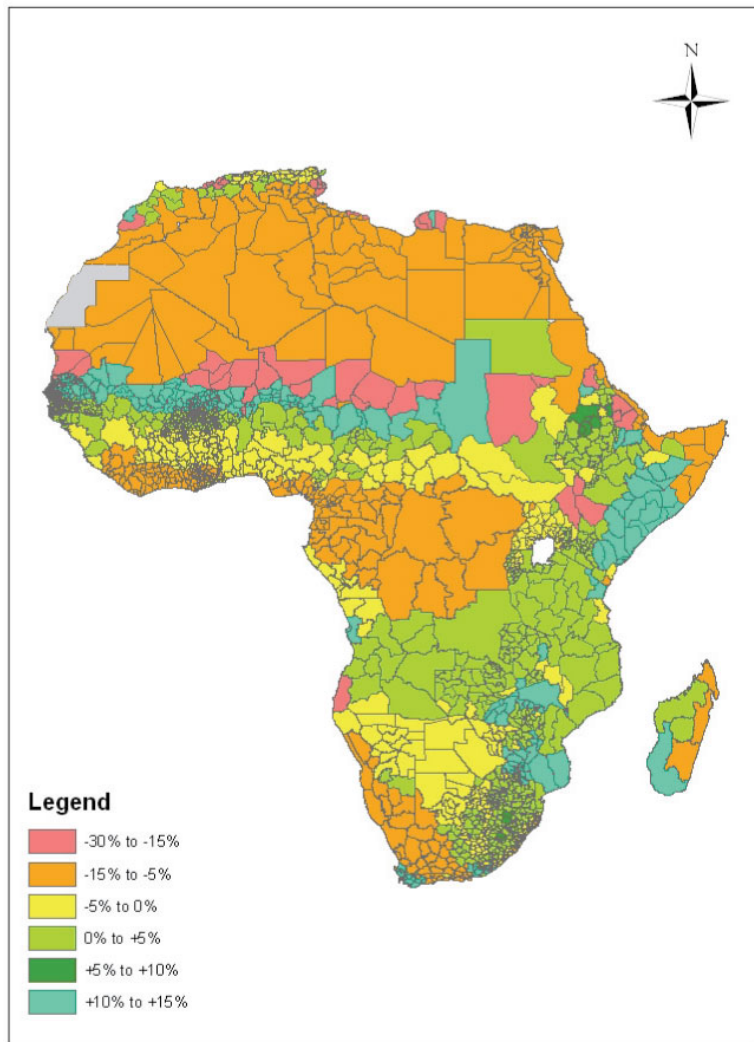 N
Legend
-30% to -15%
-15% to -5%
-5% to 0%
0% to +5%
+5% to +10%
+10% to +15%